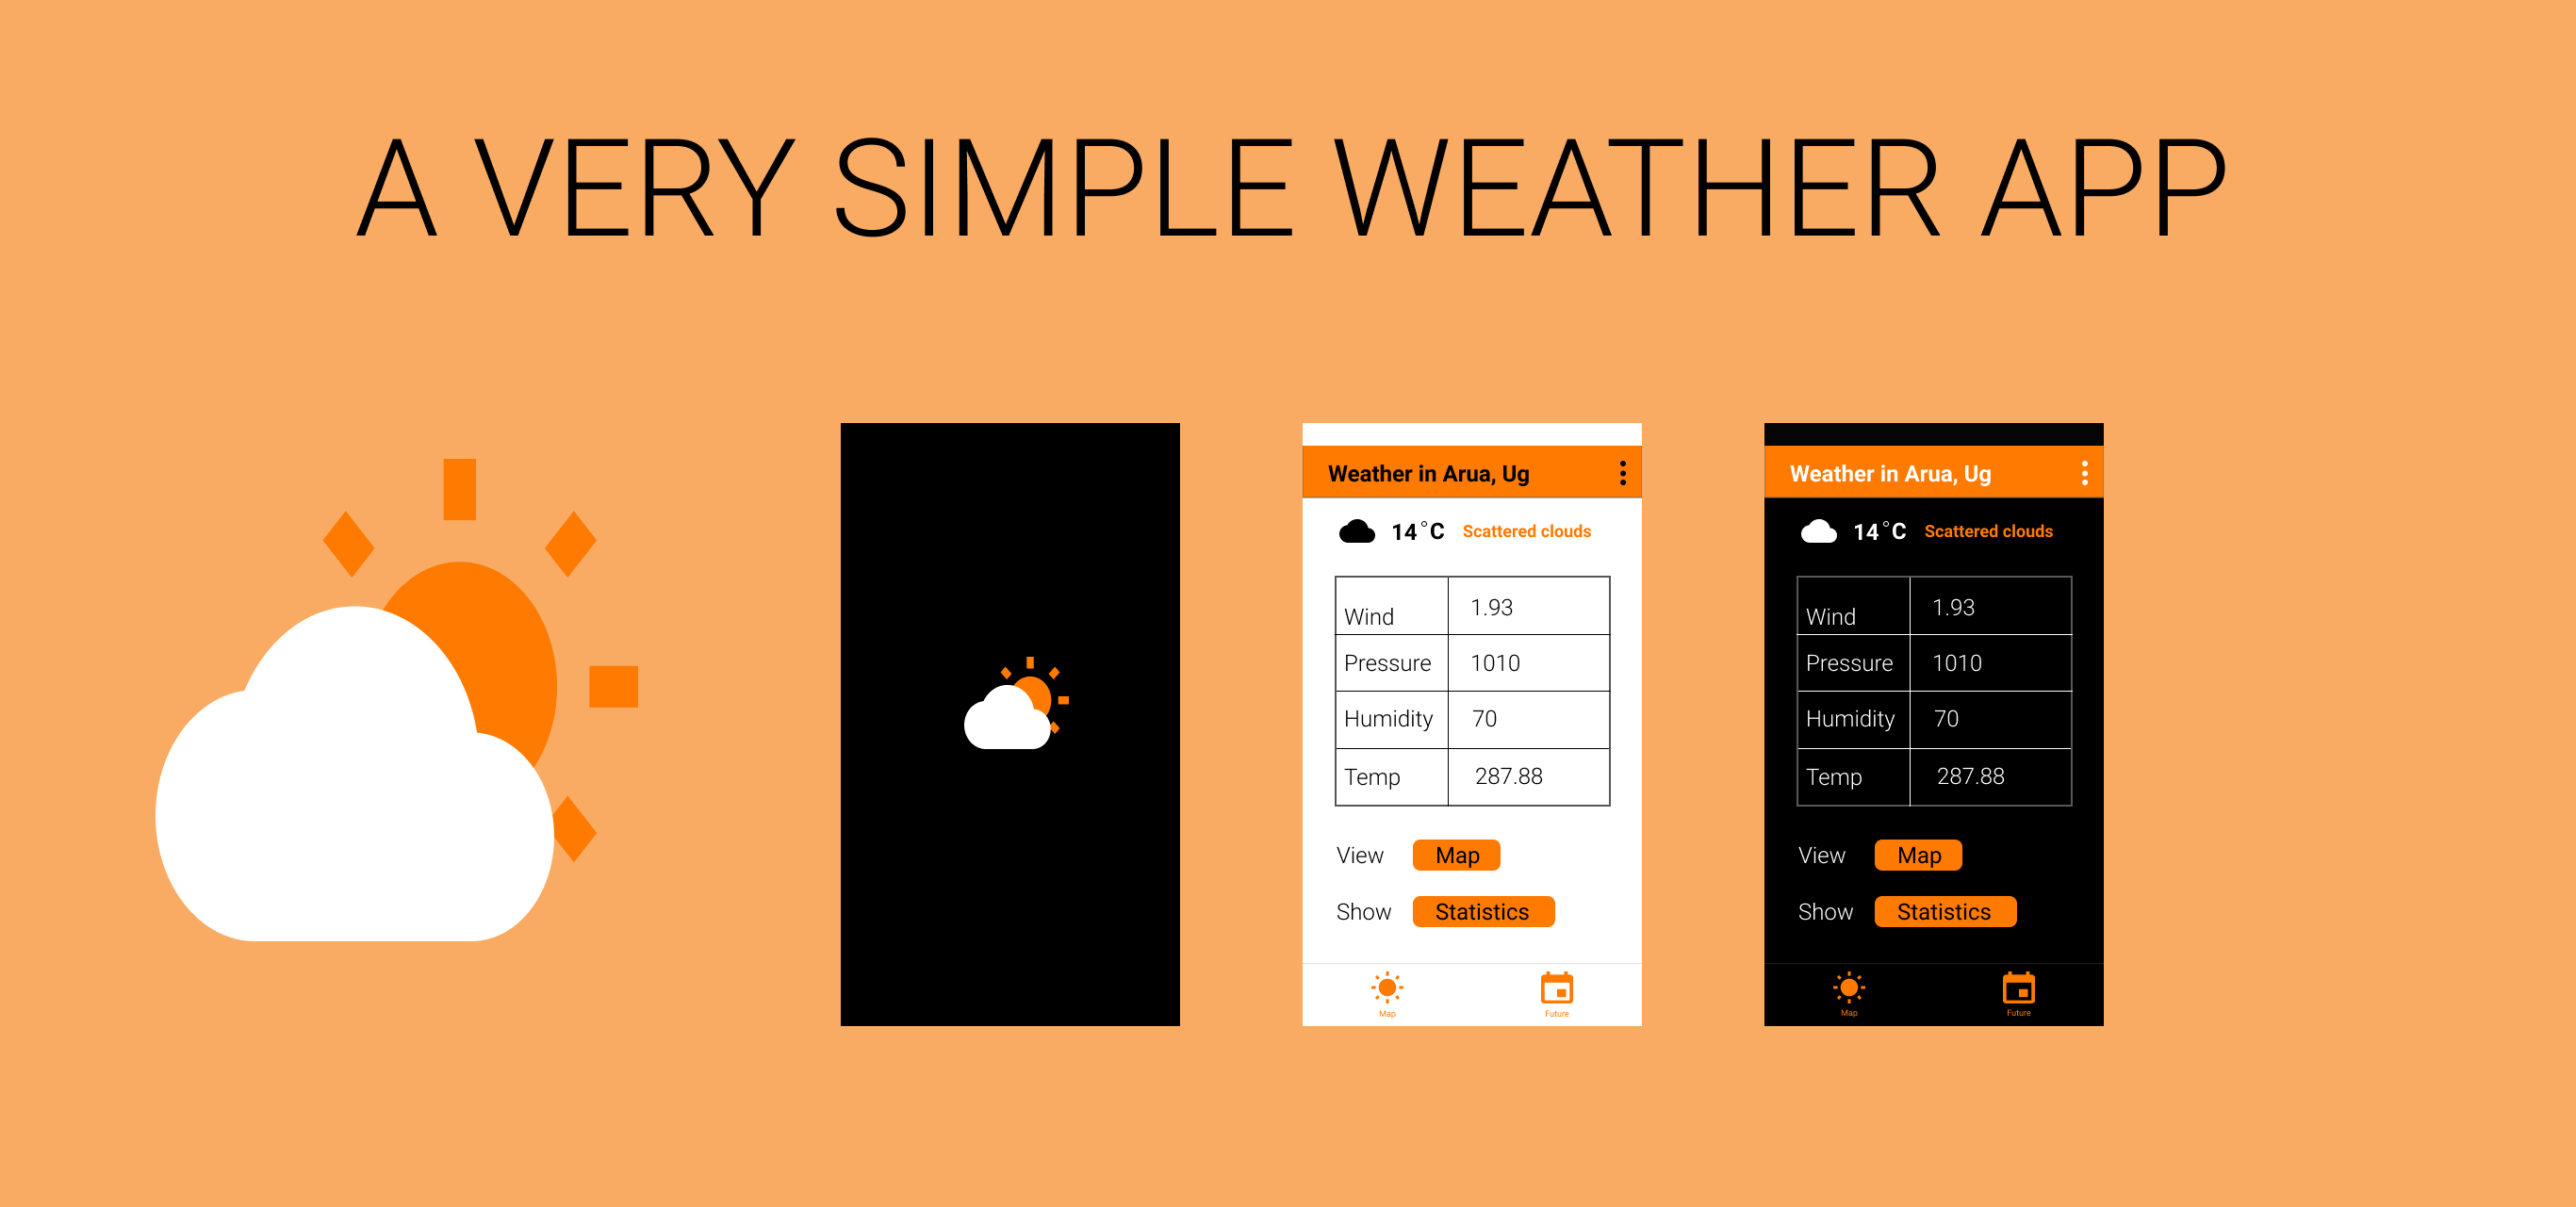 A VERY SIMPLE WEATHER APP
Weather in Arua, Ug
14°C Scattered clouds
Wind 1.93
Pressure 1010
Humidity 70
Temp 287.88
View Map
Show Statistics
Map Future
Weather in Arua, Ug
14°C Scattered clouds
Wind 1.93
Pressure 1010
Humidity 70
Temp 287.88
View Map
Show Statistics
Map Future